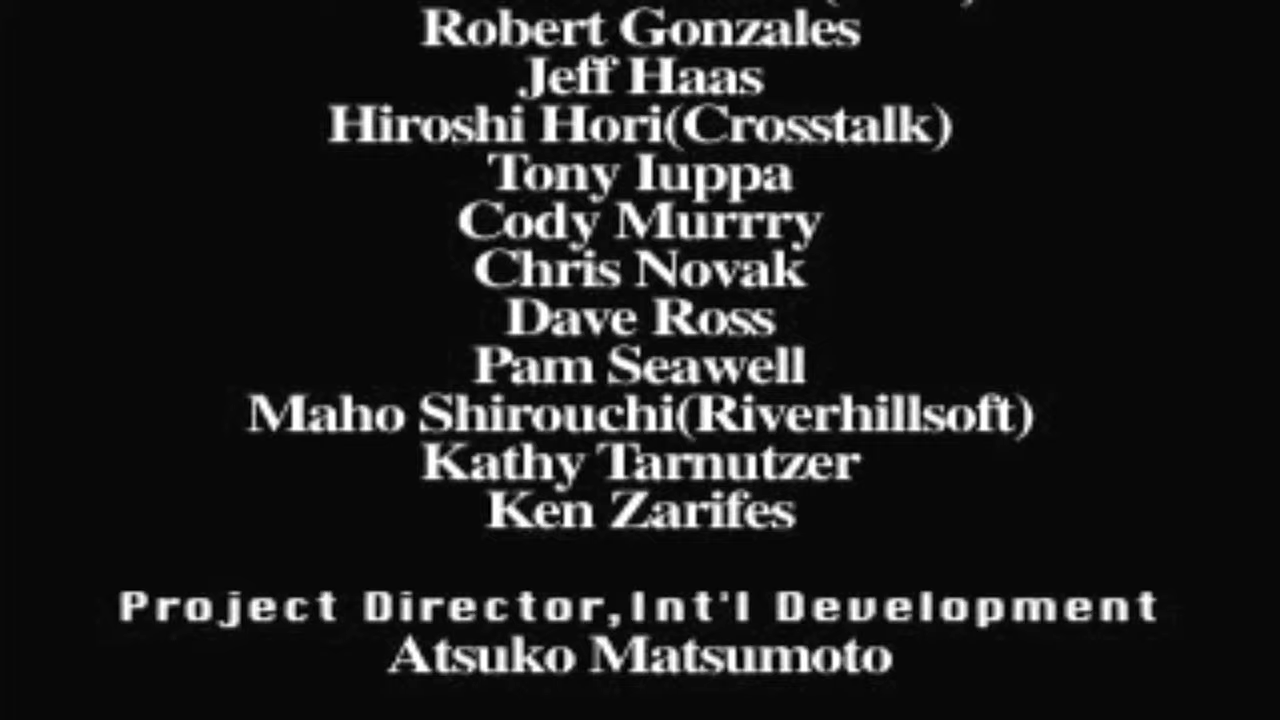 Robert Gonzales
Jeff Haas
Hiroshi Hori(Crosstalk)
Tony Iuppa
Cody Murrry
Chris Novak
Dave Ross
Pam Seawell
Maho Shirouchi(Riverhillsoft)
Kathy Tarnutzer
Ken Zarifes
Project Director,Int'l Development
Atsuko Matsumoto